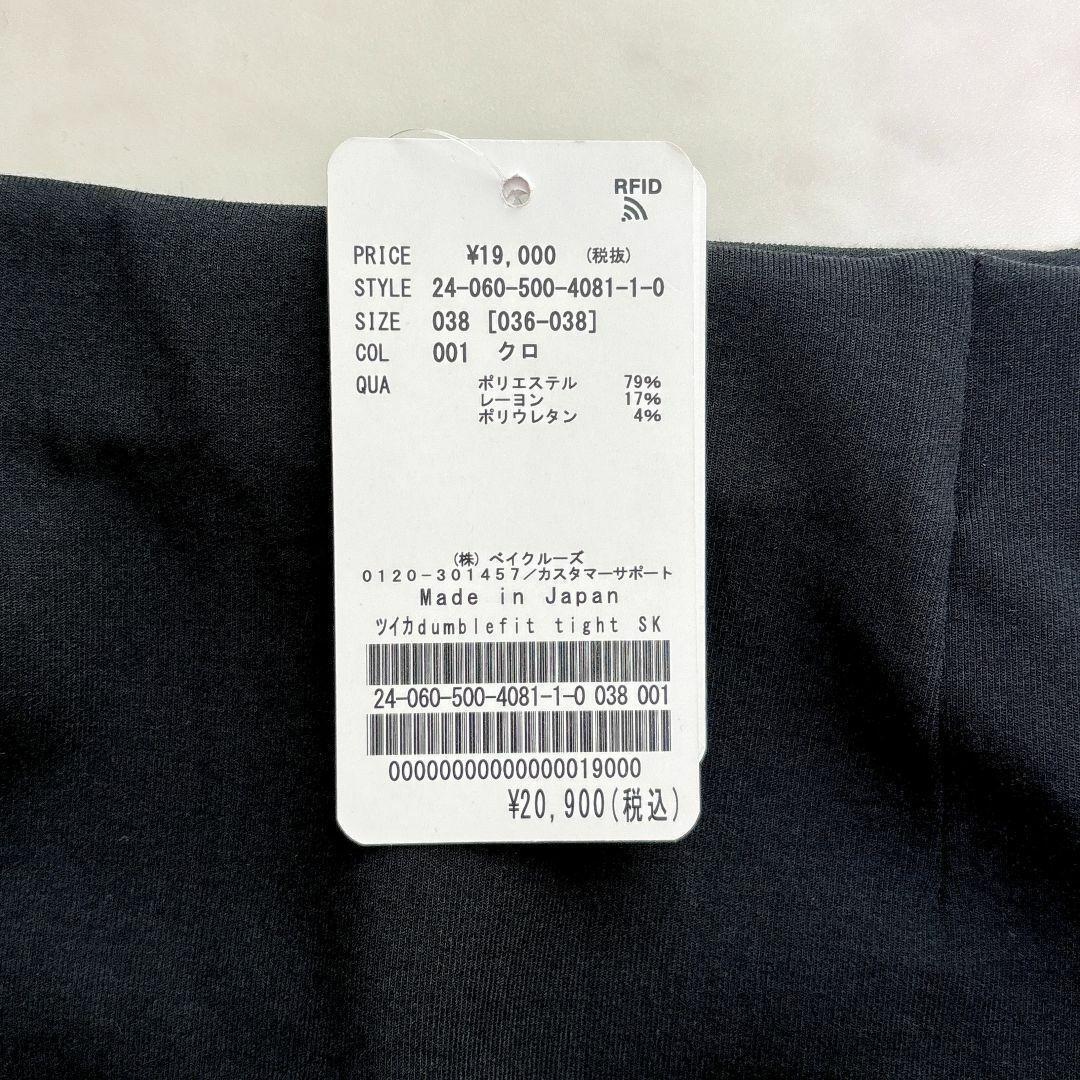 RFID
PRICE ¥19,000 (税抜)
STYLE 24-060-500-4081-1-0
SIZE 038 [036-038]
COL 001 クロ
QUA ポリエステル 79%
レーヨン 17%
ポリウレタン 4%
(株)ベイクルーズ
0120-301457/カスタマーサポート
Made in Japan
ツイカdumblefit tight SK
24-060-500-4081-1-0 038 001
00000000000000019000
¥20,900(税込)